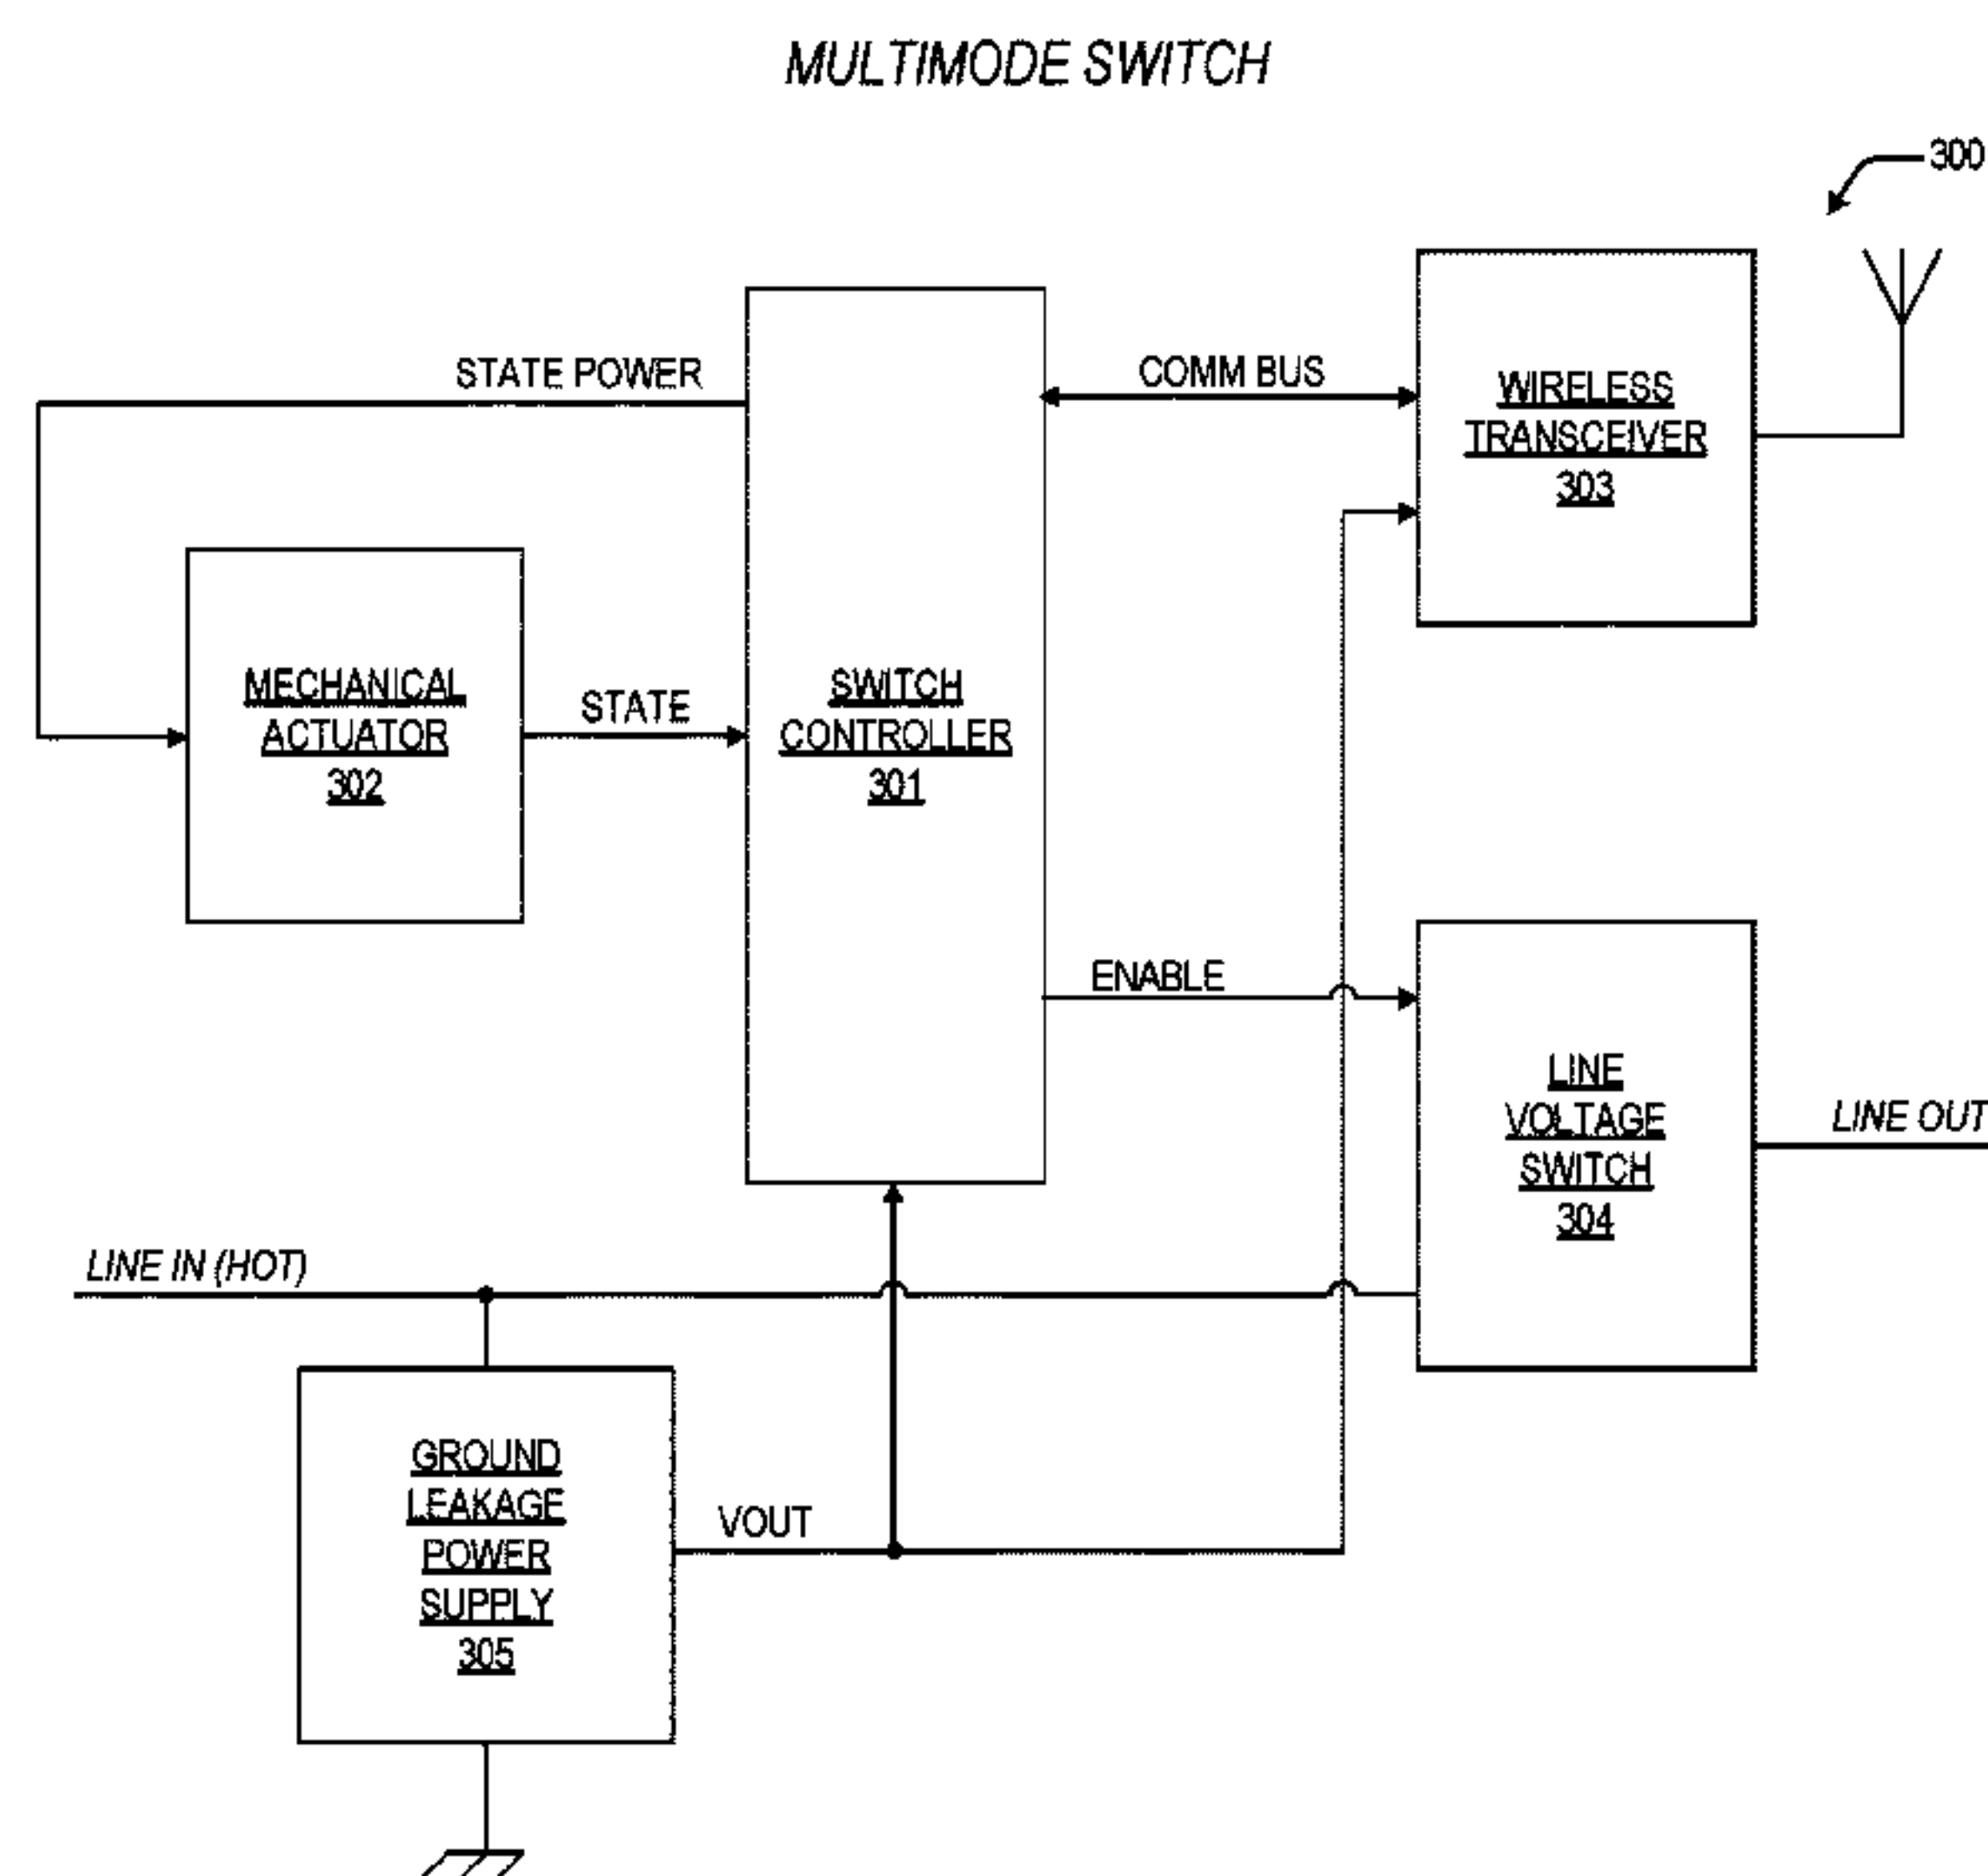 MULTIMODE SWITCH
300
STATE POWER
COMM BUS
WIRELESS
TRANSCEIVER
303
MECHANICAL
ACTUATOR
302
STATE
SWITCH
CONTROLLER
301
ENABLE
LINE
VOLTAGE
SWITCH
304
LINE OUT
LINE IN (HOT)
GROUND
LEAKAGE
POWER
SUPPLY
305
VOUT